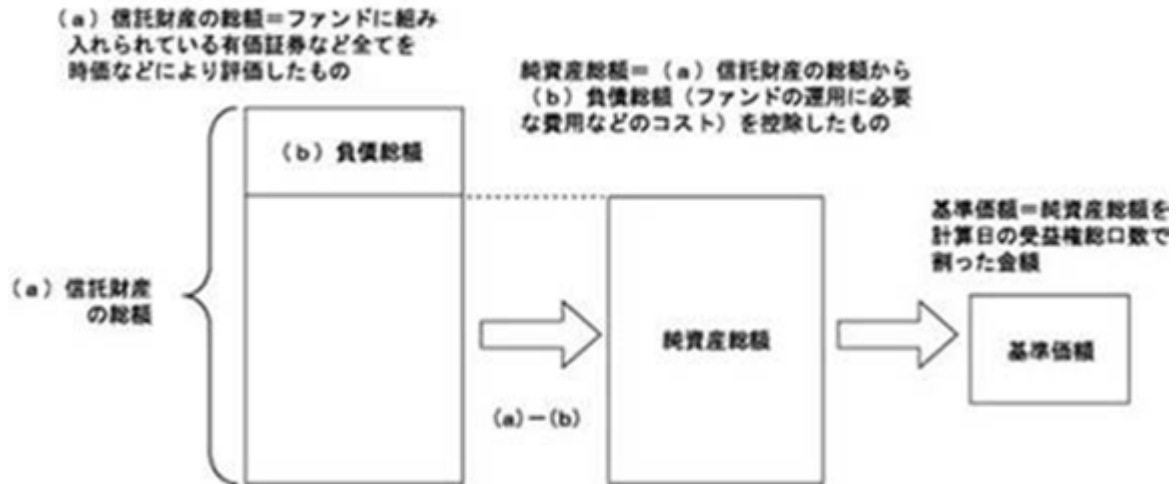 (a)信託財産の総額=ファンドに組み
入れられている有価証券など全てを
時価などにより評価したもの
純資産総額=(a)信託財産の総額から
(b)負債総額(ファンドの運用に必要
な費用などのコスト)を控除したもの
(b)負債総額
基準価額=純資産総額を
計算日の受益権総口数で
割った金額
(a)信託財産
の総額
純資産総額
基準価額
(a)-(b)